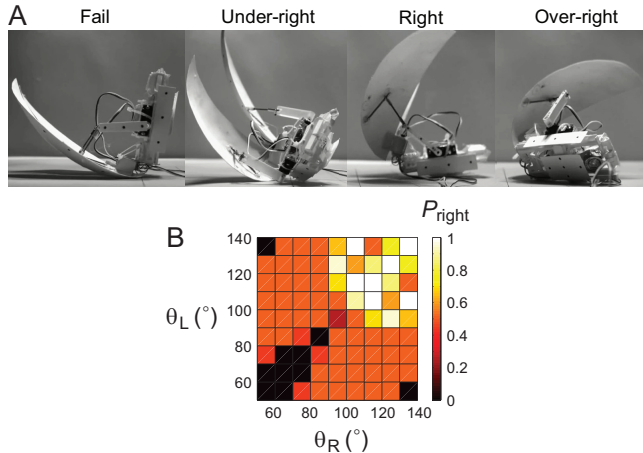 A
Fail Under-right Right Over-right
B
P_right
θ_L (°)
140
120
100
80
60
1
0.8
0.6
0.4
0.2
0
60 80 100 120 140
θ_R (°)